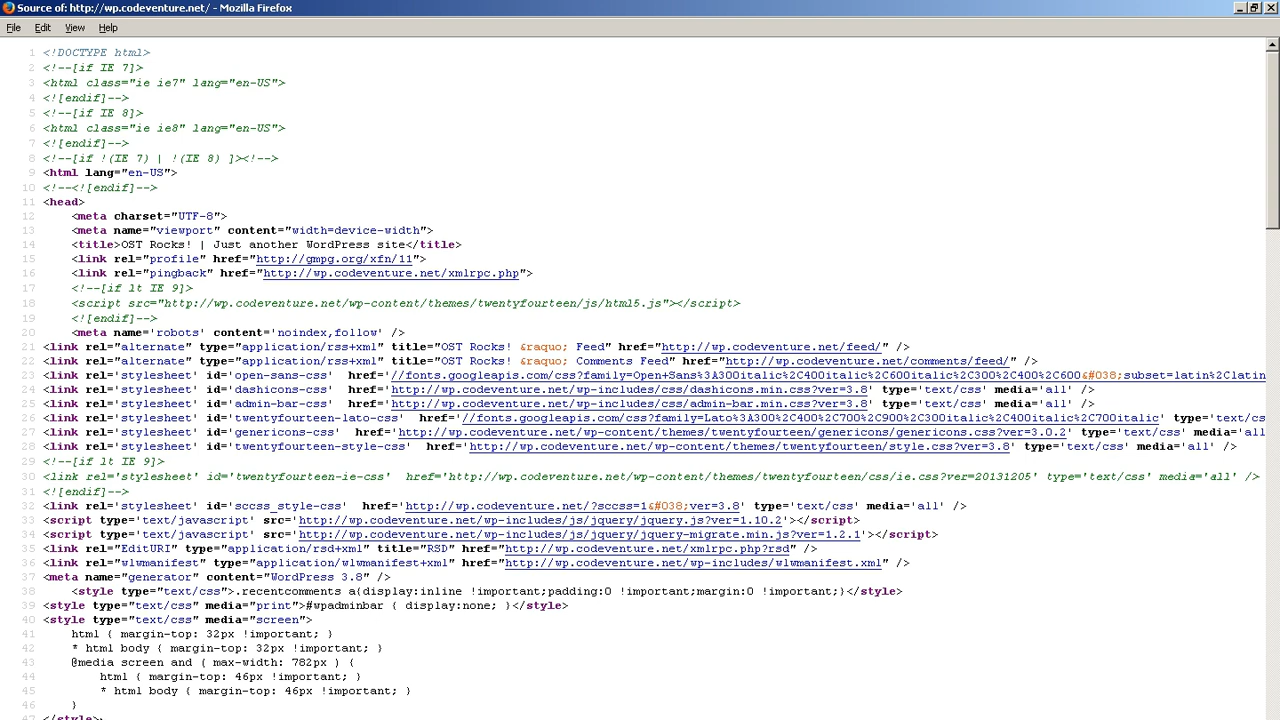 Source of: http://wp.codeventure.net/ - Mozilla Firefox
File Edit View Help
1 <!DOCTYPE html>
2 <!--[if IE 7]>
3 <html class="ie ie7" lang="en-US">
4 <![endif]-->
5 <!--[if IE 8]>
6 <html class="ie ie8" lang="en-US">
7 <![endif]-->
8 <!--[if !(IE 7) | !(IE 8) ]><!-->
9 <html lang="en-US">
10 <!--<![endif]-->
11 <head>
12 <meta charset="UTF-8">
13 <meta name="viewport" content="width=device-width">
14 <title>OST Rocks! | Just another WordPress site</title>
15 <link rel="profile" href="http://gmpg.org/xfn/11">
16 <link rel="pingback" href="http://wp.codeventure.net/xmlrpc.php">
17 <!--[if lt IE 9]>
18 <script src="http://wp.codeventure.net/wp-content/themes/twentyfourteen/js/html5.js"></script>
19 <![endif]-->
20 <meta name='robots' content='noindex,follow' />
21 <link rel="alternate" type="application/rss+xml" title="OST Rocks! &raquo; Feed" href="http://wp.codeventure.net/feed/" />
22 <link rel="alternate" type="application/rss+xml" title="OST Rocks! &raquo; Comments Feed" href="http://wp.codeventure.net/comments/feed/" />
23 <link rel='stylesheet' id='open-sans-css' href='//fonts.googleapis.com/css?family=Open+Sans%3A300italic%2C400italic%2C600italic%2C300%2C400%2C600&#038;subset=latin%2Clatin
24 <link rel='stylesheet' id='dashicons-css' href='http://wp.codeventure.net/wp-includes/css/dashicons.min.css?ver=3.8' type='text/css' media='all' />
25 <link rel='stylesheet' id='admin-bar-css' href='http://wp.codeventure.net/wp-includes/css/admin-bar.min.css?ver=3.8' type='text/css' media='all' />
26 <link rel='stylesheet' id='twentyfourteen-lato-css' href='//fonts.googleapis.com/css?family=Lato%3A300%2C400%2C700%2C900%2C300italic%2C400italic%2C700italic' type='text/cs
27 <link rel='stylesheet' id='genericons-css' href='http://wp.codeventure.net/wp-content/themes/twentyfourteen/genericons/genericons.css?ver=3.0.2' type='text/css' media='all
28 <link rel='stylesheet' id='twentyfourteen-style-css' href='http://wp.codeventure.net/wp-content/themes/twentyfourteen/style.css?ver=3.8' type='text/css' media='all' />
29 <!--[if lt IE 9]>
30 <link rel='stylesheet' id='twentyfourteen-ie-css' href='http://wp.codeventure.net/wp-content/themes/twentyfourteen/css/ie.css?ver=20131205' type='text/css' media='all' />
31 <![endif]-->
32 <link rel='stylesheet' id='sccss_style-css' href='http://wp.codeventure.net/?sccss=1&#038;ver=3.8' type='text/css' media='all' />
33 <script type='text/javascript' src='http://wp.codeventure.net/wp-includes/js/jquery/jquery.js?ver=1.10.2'></script>
34 <script type='text/javascript' src='http://wp.codeventure.net/wp-includes/js/jquery/jquery-migrate.min.js?ver=1.2.1'></script>
35 <link rel="EditURI" type="application/rsd+xml" title="RSD" href="http://wp.codeventure.net/xmlrpc.php?rsd" />
36 <link rel="wlwmanifest" type="application/wlwmanifest+xml" href="http://wp.codeventure.net/wp-includes/wlwmanifest.xml" />
37 <meta name="generator" content="WordPress 3.8" />
38 <style type="text/css">.recentcomments a{display:inline !important;padding:0 !important;margin:0 !important;}</style>
39 <style type="text/css" media="print">#wpadminbar { display:none; }</style>
40 <style type="text/css" media="screen">
41 html { margin-top: 32px !important; }
42 * html body { margin-top: 32px !important; }
43 @media screen and ( max-width: 782px ) {
44 html { margin-top: 46px !important; }
45 * html body { margin-top: 46px !important; }
46 }
47 </style>